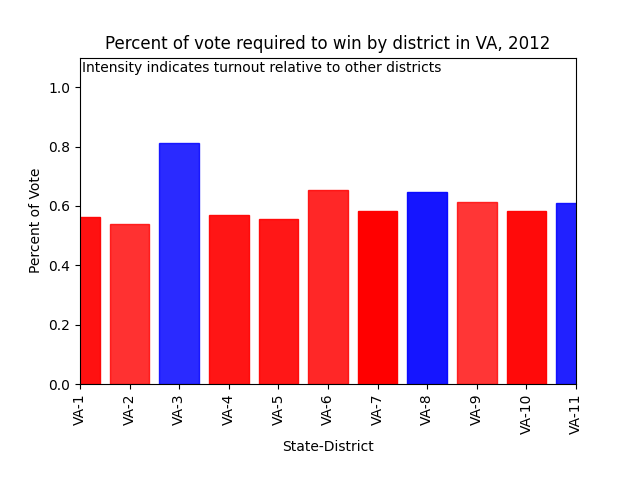 Percent of vote required to win by district in VA, 2012
Intensity indicates turnout relative to other districts
1.0
0.8
0.6
0.4
0.2
0.0
Percent of Vote
VA-1
VA-2
VA-3
VA-4
VA-5
VA-6
VA-7
VA-8
VA-9
VA-10
VA-11
State-District